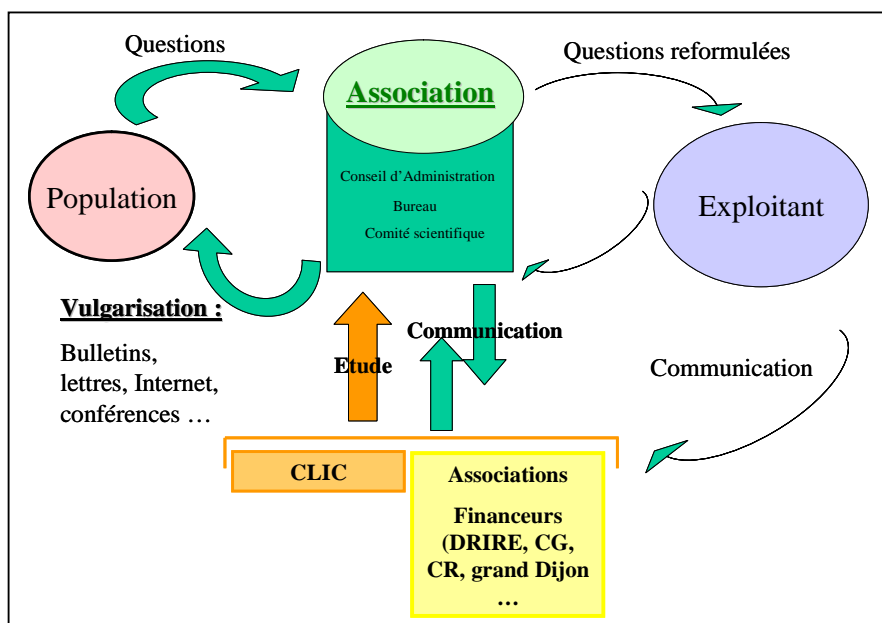 Questions
Questions reformulées
Association
Conseil d'Administration
Bureau
Comité scientifique
Population
Exploitant
Vulgarisation :
Bulletins,
lettres, Internet,
conférences …
Communication
Etude
Communication
CLIC
Associations
Financeurs
(DRIRE, CG,
CR, grand Dijon
…